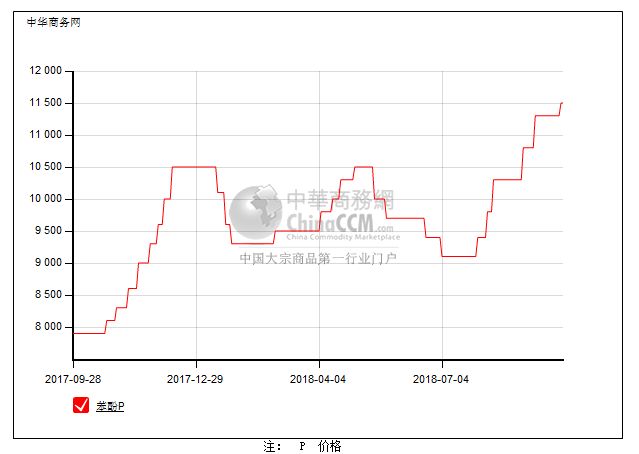 中华商务网
12 000
11 500
11 000
10 500
10 000
9 500
9 000
8 500
8 000
中華商務網
ChinaCCM.com
China Commodity Marketplace
中国大宗商品第一行业门户
2017-09-28
2017-12-29
2018-04-04
2018-07-04
苯酚P
注： P 价格